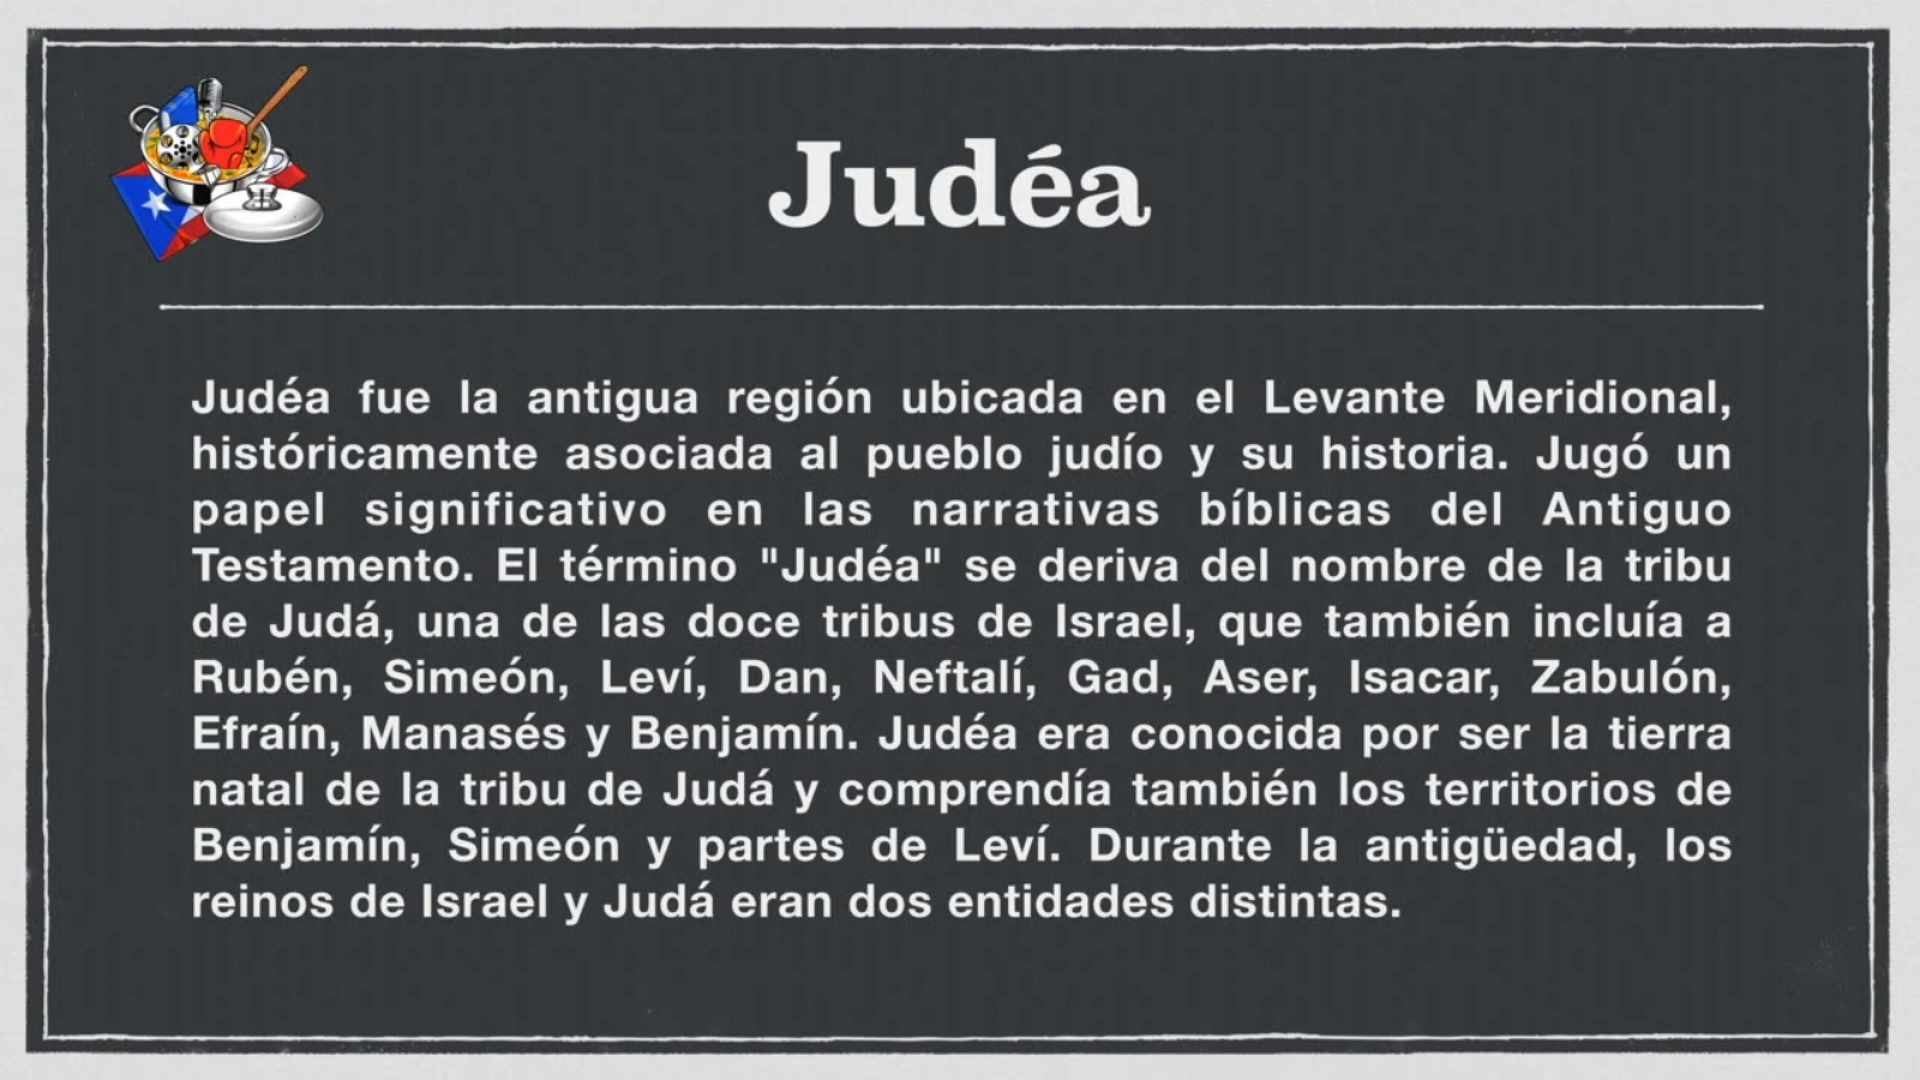 Judéa
Judéa fue la antigua región ubicada en el Levante Meridional,
históricamente asociada al pueblo judío y su historia. Jugó un
papel significativo en las narrativas bíblicas del Antiguo
Testamento. El término "Judéa" se deriva del nombre de la tribu
de Judá, una de las doce tribus de Israel, que también incluía a
Rubén, Simeón, Leví, Dan, Neftalí, Gad, Aser, Isacar, Zabulón,
Efraín, Manasés y Benjamín. Judéa era conocida por ser la tierra
natal de la tribu de Judá y comprendía también los territorios de
Benjamín, Simeón y partes de Leví. Durante la antigüedad, los
reinos de Israel y Judá eran dos entidades distintas.